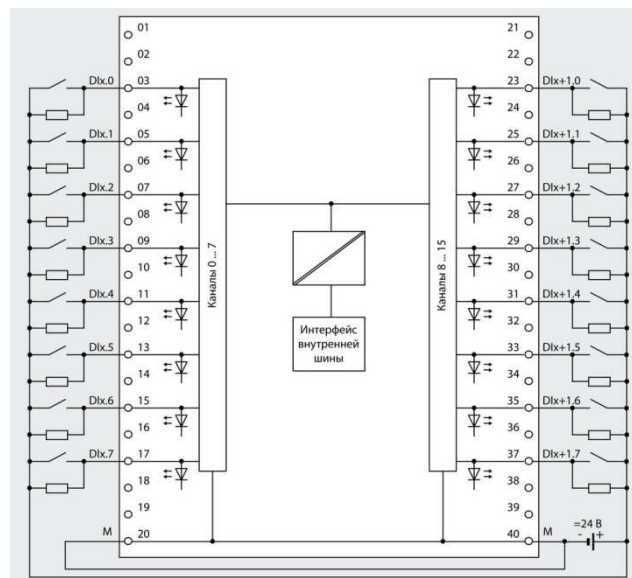 01 21
02 22
DIx.0 03 23 DIx+1.0
04 24
DIx.1 05 25 DIx+1.1
06 26
DIx.2 07 27 DIx+1.2
08 28
DIx.3 09 29 DIx+1.3
10 30
DIx.4 11 31 DIx+1.4
12 32
DIx.5 13 33 DIx+1.5
14 34
DIx.6 15 35 DIx+1.6
16 36
DIx.7 17 37 DIx+1.7
18 38
19 39
M 20 40 M
=24 В
- +
Каналы 0 ... 7
Каналы 8 ... 15
Интерфейс
внутренней
шины